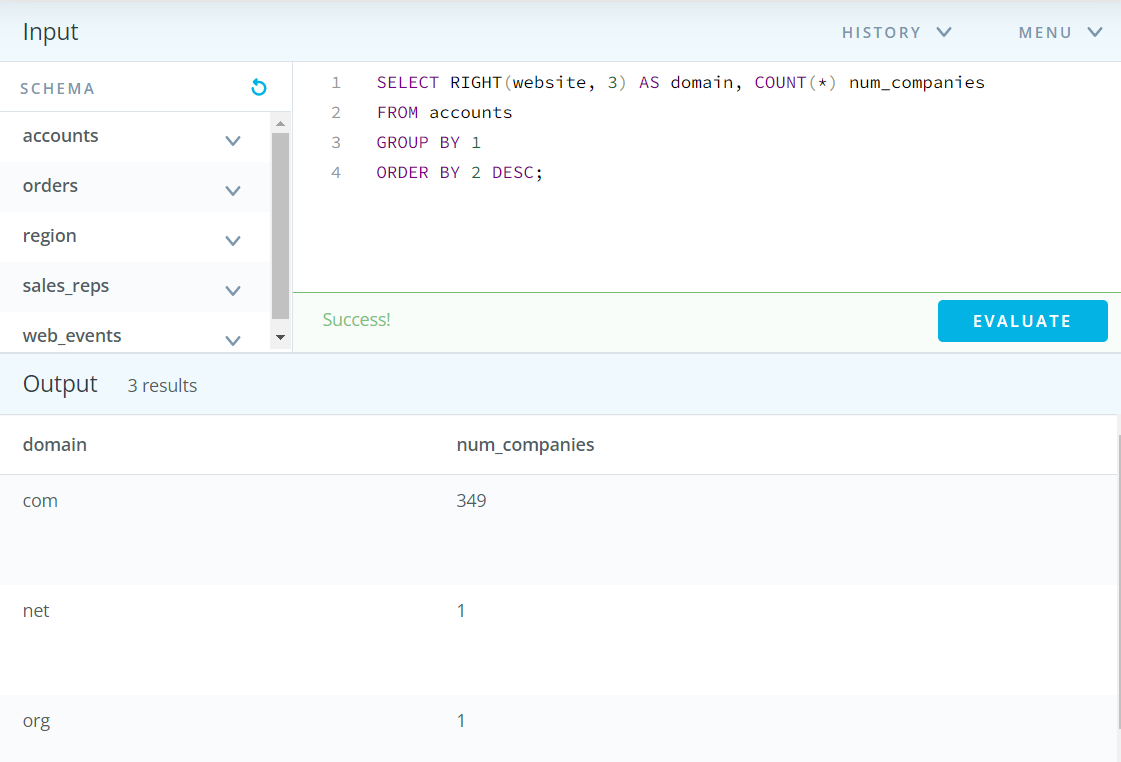 Input
HISTORY
MENU
SCHEMA
accounts
orders
region
sales_reps
web_events
1 SELECT RIGHT(website, 3) AS domain, COUNT(*) num_companies
2 FROM accounts
3 GROUP BY 1
4 ORDER BY 2 DESC;
Success!
EVALUATE
Output 3 results
domain num_companies
com 349
net 1
org 1